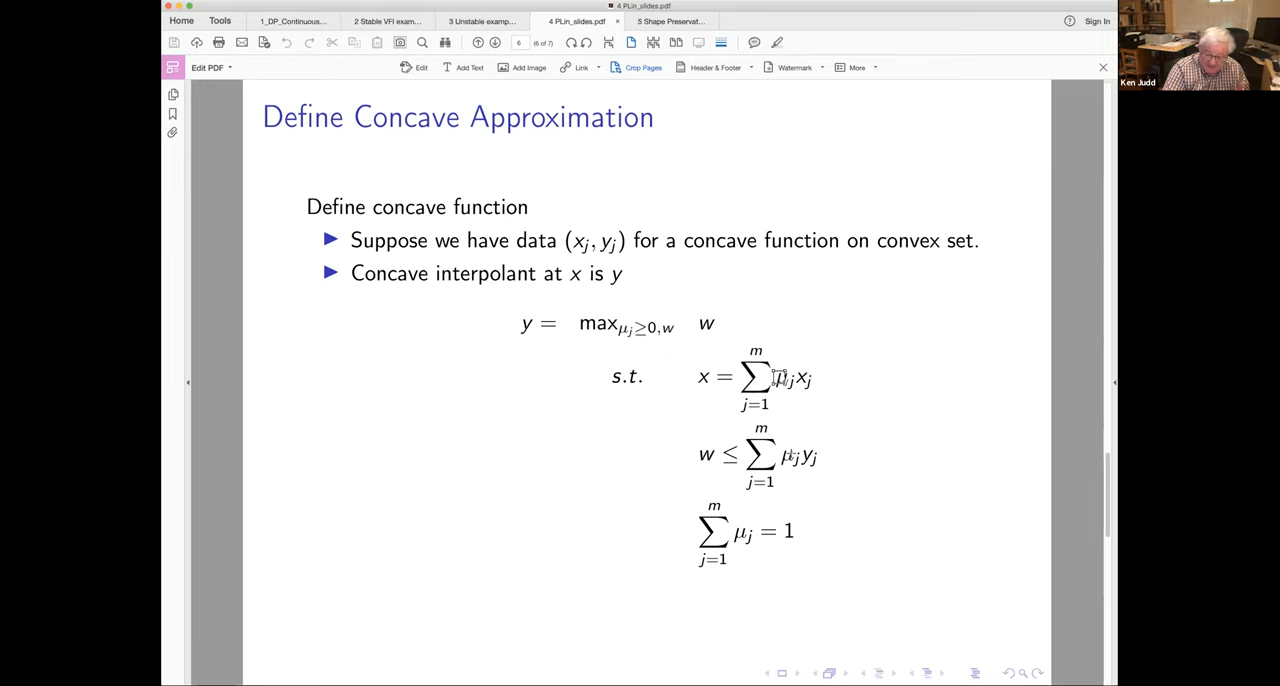 4 PLin_slides.pdf
Home Tools 1_DP_Continuous... 2 Stable VFI exam... 3 Unstable examp... 4 PLin_slides.pdf × 5 Shape Preservat... ? Sign In
6 (6 of 7)
Edit PDF Edit Add Text Add Image Link Crop Pages Header & Footer Watermark More
Ken Judd
Define Concave Approximation
Define concave function
▶ Suppose we have data (x_j, y_j) for a concave function on convex set.
▶ Concave interpolant at x is y
y = max_{μ_j≥0,w} w
s.t. x = ∑_{j=1}^{m} μ_j x_j
w ≤ ∑_{j=1}^{m} μ_j y_j
∑_{j=1}^{m} μ_j = 1